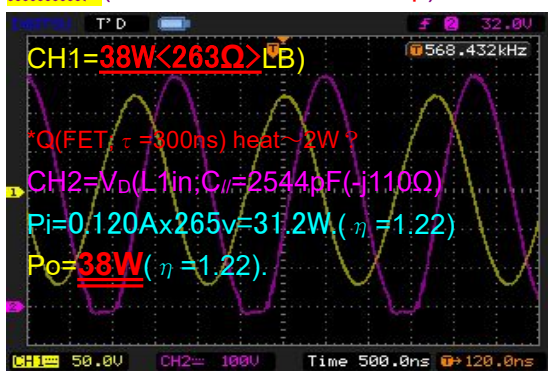 T'D f 2 32.0V
CH1=38W<263Ω>LB) T 568.432kHz
*Q(FET, τ=300ns) heat~2W?
CH2=VD(L1in;C//=2544pF(-j110Ω)
1
Pi=0.120Ax265v=31.2W.(η=1.22)
Po=38W(η=1.22).
2
CH1 50.0V CH2 100V Time 500.0ns T→120.0ns